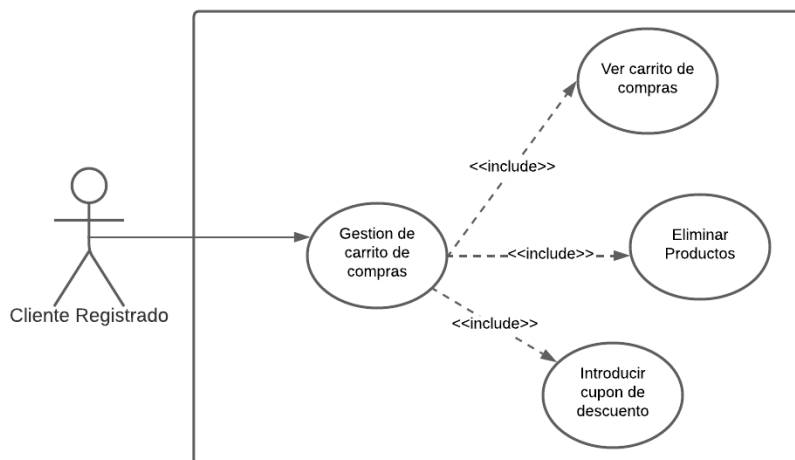 Ver carrito de
compras
<<include>>
Gestion de
carrito de
compras
<<include>>
Eliminar
Productos
Cliente Registrado
<<include>>
Introducir
cupon de
descuento